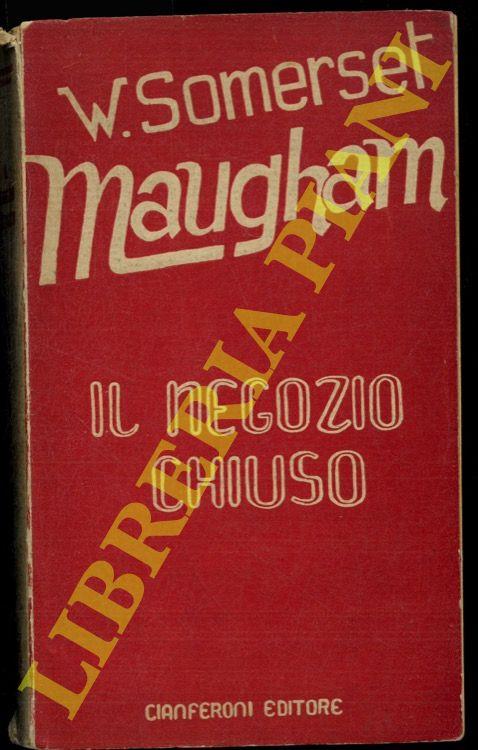 W. Somerset
Maugham
IL NEGOZIO
CHIUSO
CIANFERONI EDITORE
LIBRERIA PIANI